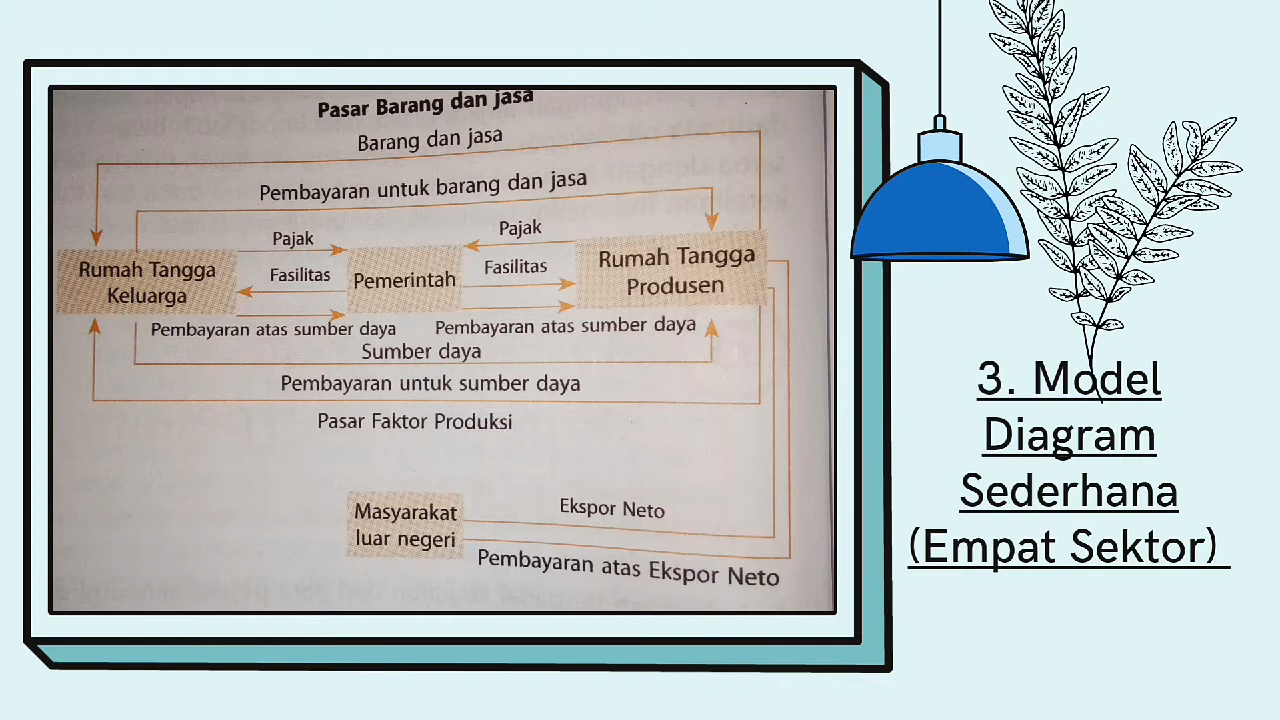 Pasar Barang dan jasa
Barang dan jasa
Pembayaran untuk barang dan jasa
Pajak
Pajak
Rumah Tangga
Keluarga
Fasilitas
Pemerintah
Fasilitas
Rumah Tangga
Produsen
Pembayaran atas sumber daya
Pembayaran atas sumber daya
Sumber daya
Pembayaran untuk sumber daya
Pasar Faktor Produksi
Masyarakat
luar negeri
Ekspor Neto
Pembayaran atas Ekspor Neto
3. Model
Diagram
Sederhana
(Empat Sektor)